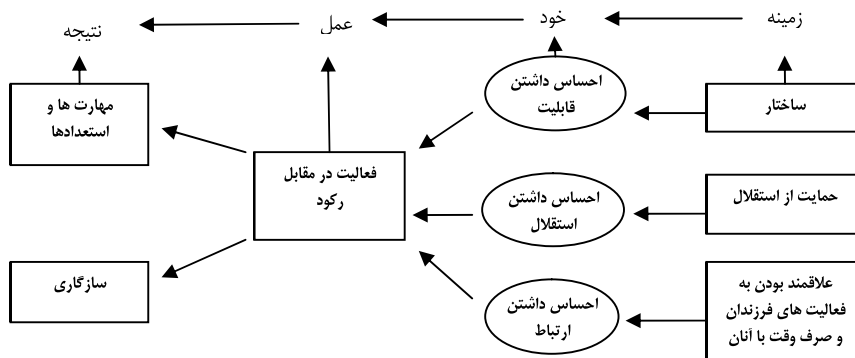 زمینه
خود
عمل
نتیجه
ساختار
احساس داشتن
قابلیت
مهارت ها و
استعدادها
فعالیت در مقابل
رکود
حمایت از استقلال
احساس داشتن
استقلال
علاقمند بودن به
فعالیت های فرزندان
و صرف وقت با آنان
احساس داشتن
ارتباط
سازگاری